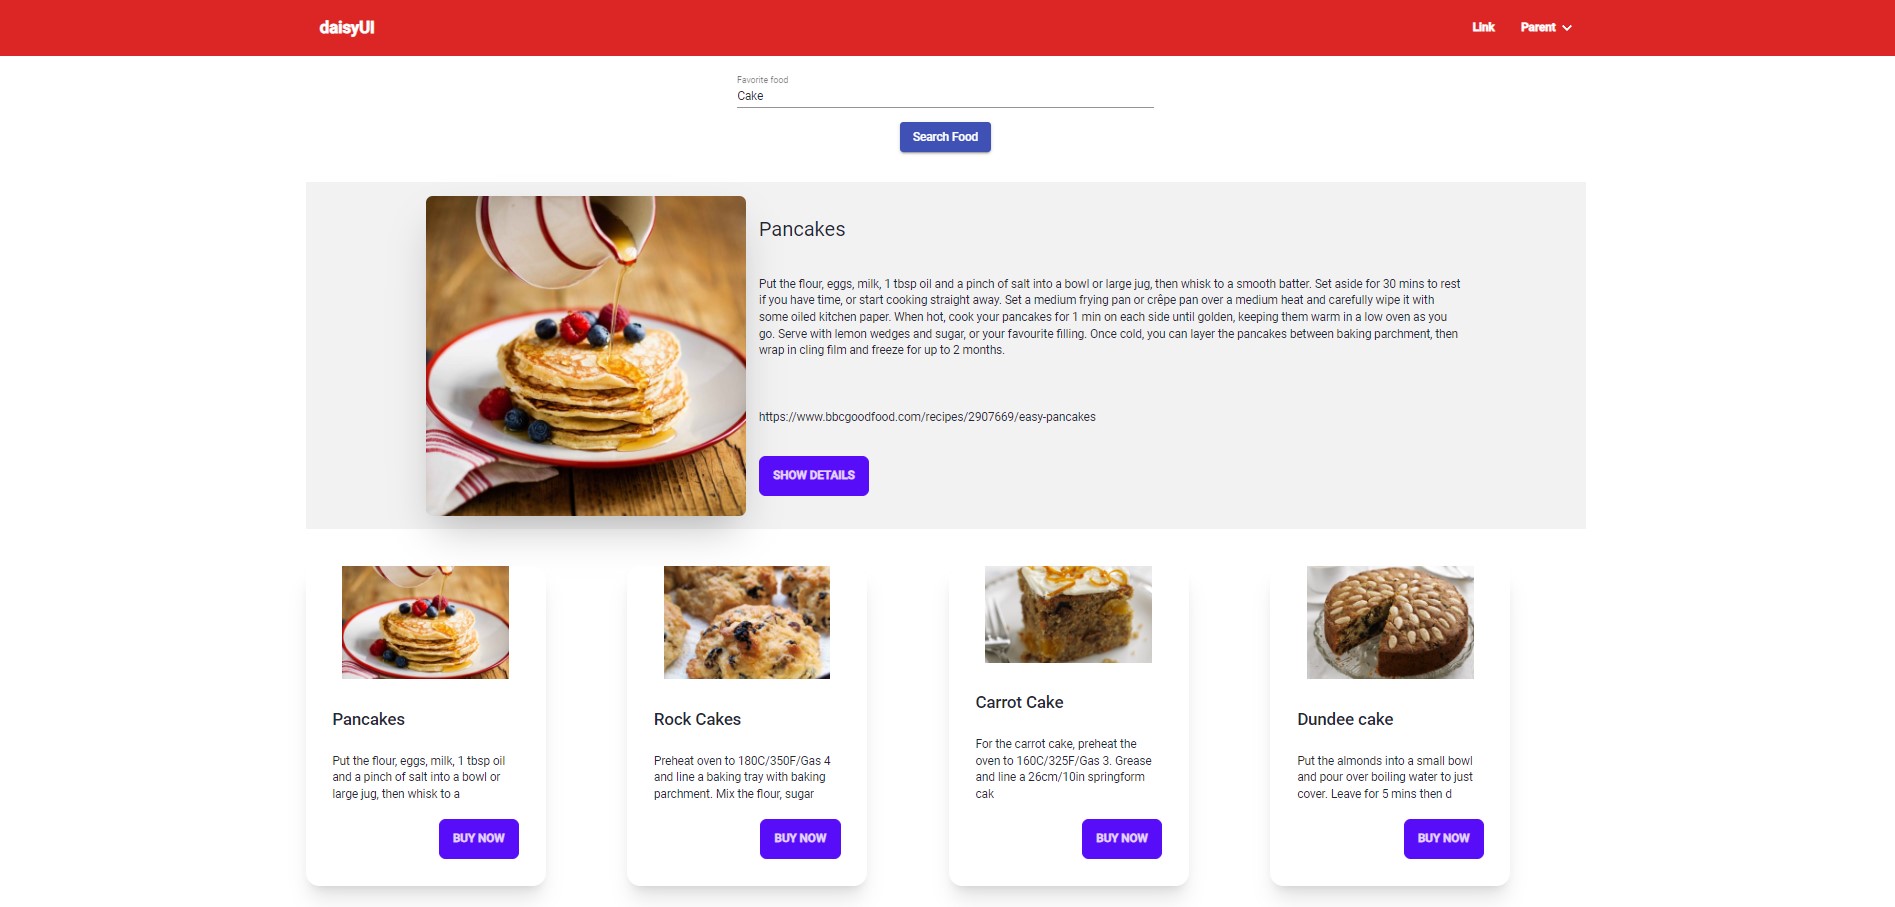 daisyUI
Link
Parent
Favorite food
Cake
Search Food
Pancakes
Put the flour, eggs, milk, 1 tbsp oil and a pinch of salt into a bowl or large jug, then whisk to a smooth batter. Set aside for 30 mins to rest
if you have time, or start cooking straight away. Set a medium frying pan or crêpe pan over a medium heat and carefully wipe it with
some oiled kitchen paper. When hot, cook your pancakes for 1 min on each side until golden, keeping them warm in a low oven as you
go. Serve with lemon wedges and sugar, or your favourite filling. Once cold, you can layer the pancakes between baking parchment, then
wrap in cling film and freeze for up to 2 months.
https://www.bbcgoodfood.com/recipes/2907669/easy-pancakes
SHOW DETAILS
Pancakes
Put the flour, eggs, milk, 1 tbsp oil
and a pinch of salt into a bowl or
large jug, then whisk to a
BUY NOW
Rock Cakes
Preheat oven to 180C/350F/Gas 4
and line a baking tray with baking
parchment. Mix the flour, sugar
BUY NOW
Carrot Cake
For the carrot cake, preheat the
oven to 160C/325F/Gas 3. Grease
and line a 26cm/10in springform
cak
BUY NOW
Dundee cake
Put the almonds into a small bowl
and pour over boiling water to just
cover. Leave for 5 mins then d
BUY NOW